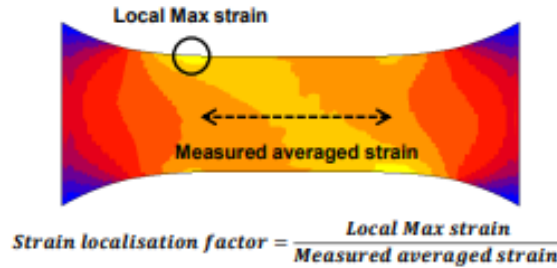 Local Max strain
Measured averaged strain
Strain localisation factor = Local Max strain / Measured averaged strain